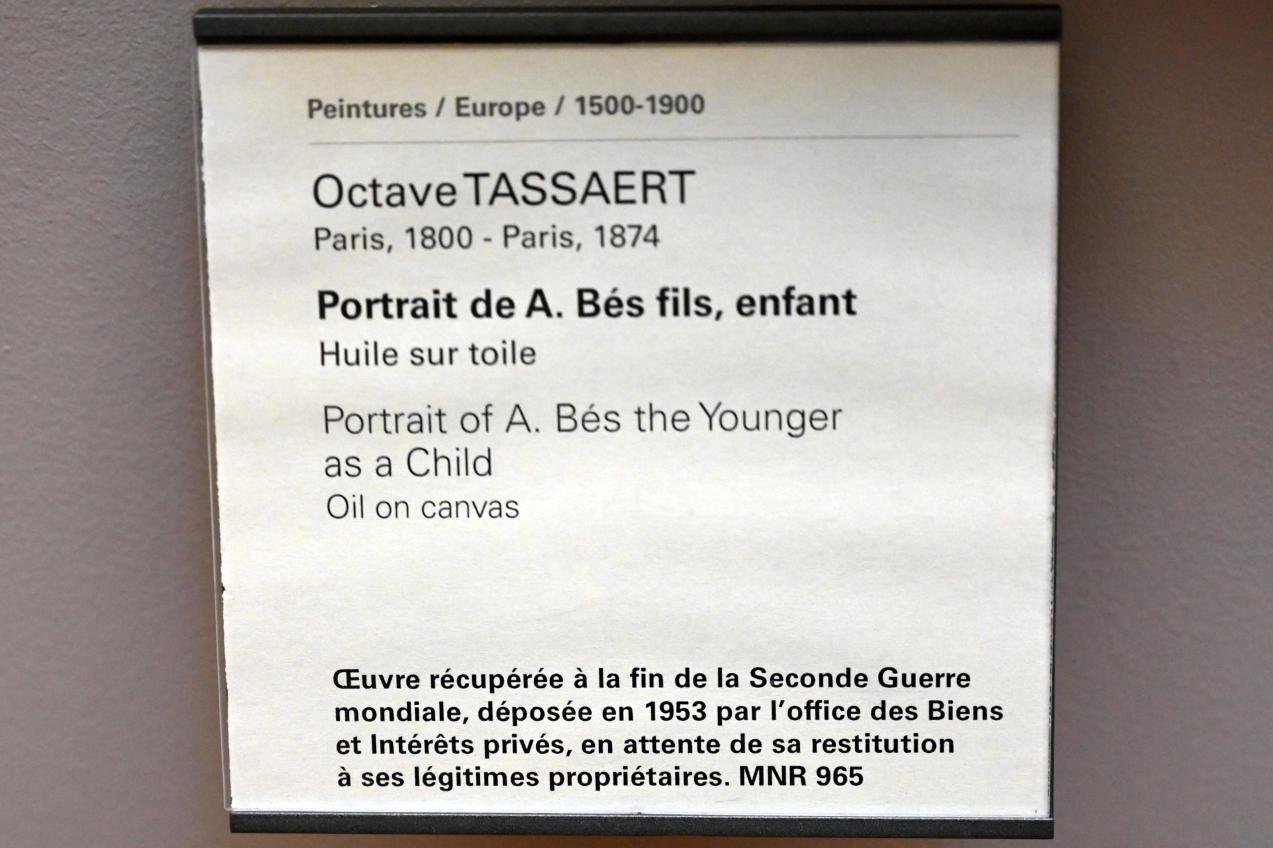 Peintures / Europe / 1500-1900
Octave TASSAERT
Paris, 1800 - Paris, 1874
Portrait de A. Bés fils, enfant
Huile sur toile
Portrait of A. Bés the Younger
as a Child
Oil on canvas
Œuvre récupérée à la fin de la Seconde Guerre
mondiale, déposée en 1953 par l’office des Biens
et Intérêts privés, en attente de sa restitution
à ses légitimes propriétaires. MNR 965